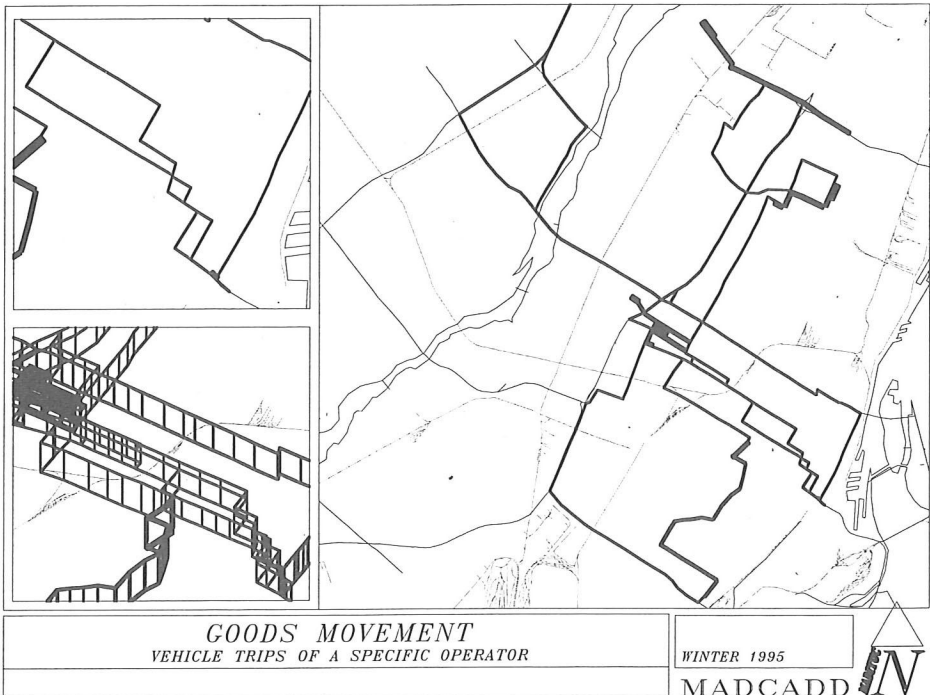 GOODS MOVEMENT
VEHICLE TRIPS OF A SPECIFIC OPERATOR
WINTER 1995
MADCADD
N